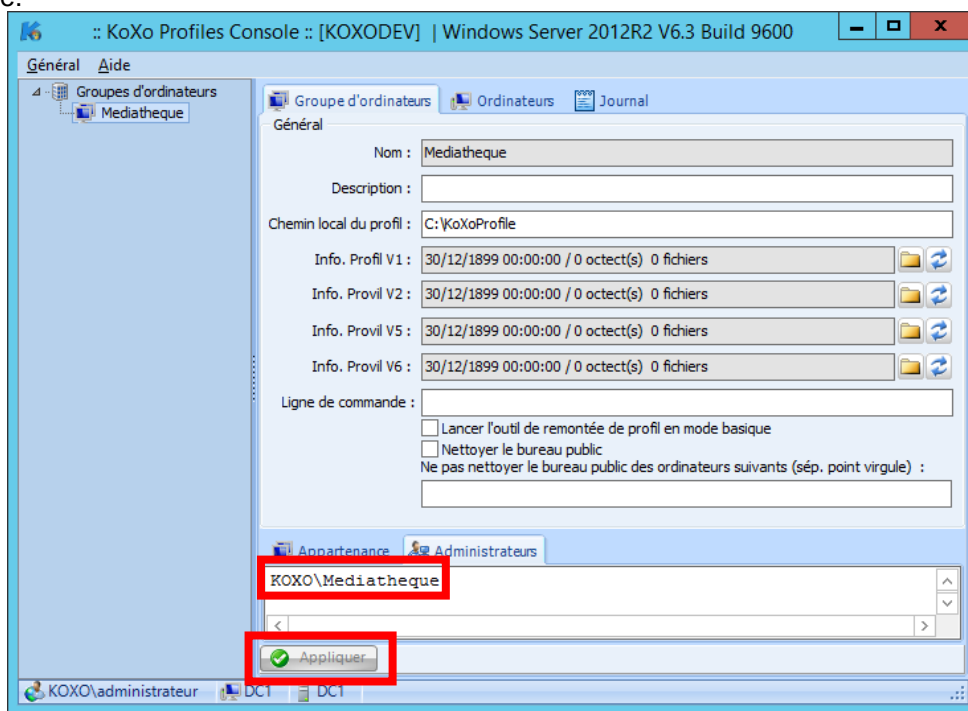 c.
:: KoXo Profiles Console :: [KOXODEV] | Windows Server 2012R2 V6.3 Build 9600
Général Aide
Groupes d'ordinateurs
Mediatheque
Groupe d'ordinateurs Ordinateurs Journal
Général
Nom : Mediatheque
Description :
Chemin local du profil : C:\KoXoProfile
Info. Profil V1 : 30/12/1899 00:00:00 / 0 octect(s) 0 fichiers
Info. Provil V2 : 30/12/1899 00:00:00 / 0 octect(s) 0 fichiers
Info. Provil V5 : 30/12/1899 00:00:00 / 0 octect(s) 0 fichiers
Info. Provil V6 : 30/12/1899 00:00:00 / 0 octect(s) 0 fichiers
Ligne de commande :
Lancer l'outil de remontée de profil en mode basique
Nettoyer le bureau public
Ne pas nettoyer le bureau public des ordinateurs suivants (sép. point virgule) :
Appartenance Administrateurs
KOXO\Mediatheque
Appliquer
KOXO\administrateur DC1 DC1